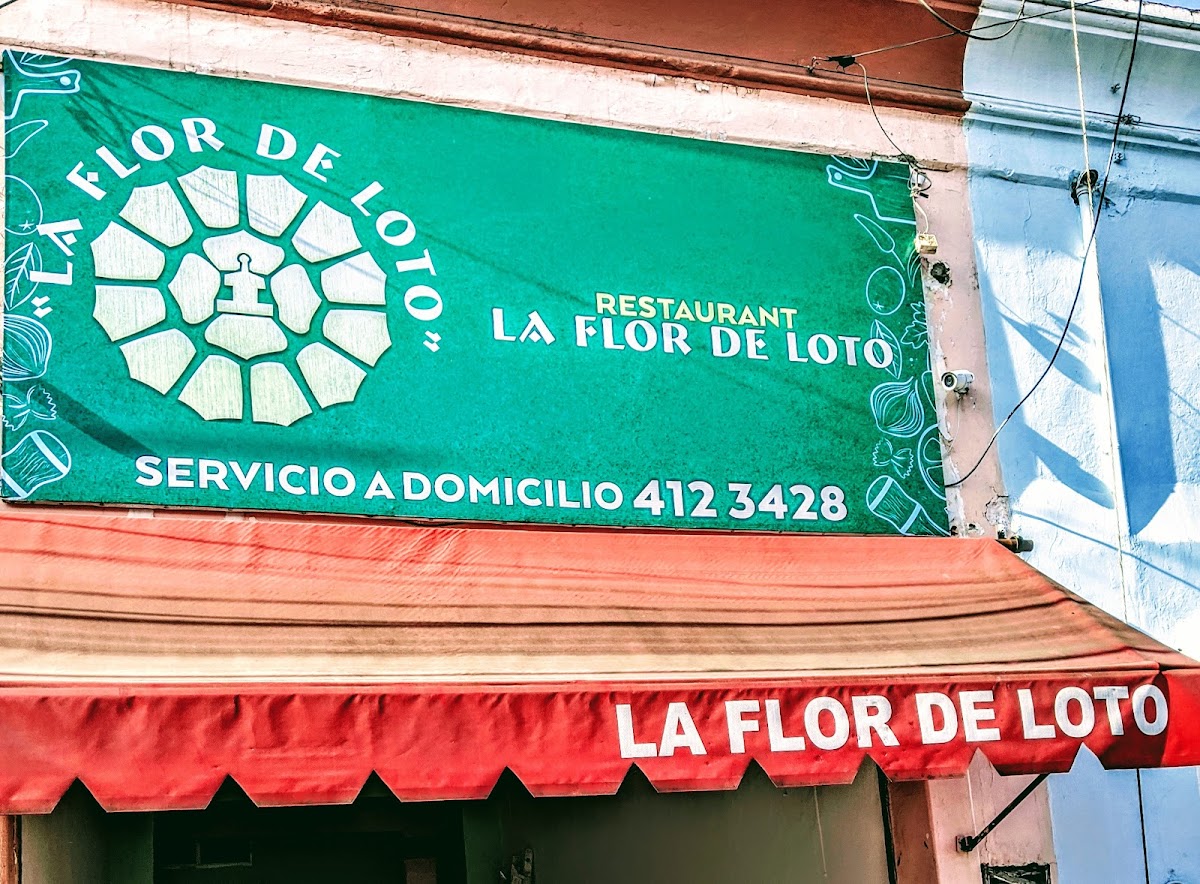 "LA FLOR DE LOTO"
RESTAURANT
LA FLOR DE LOTO
SERVICIO A DOMICILIO 412 3428
LA FLOR DE LOTO